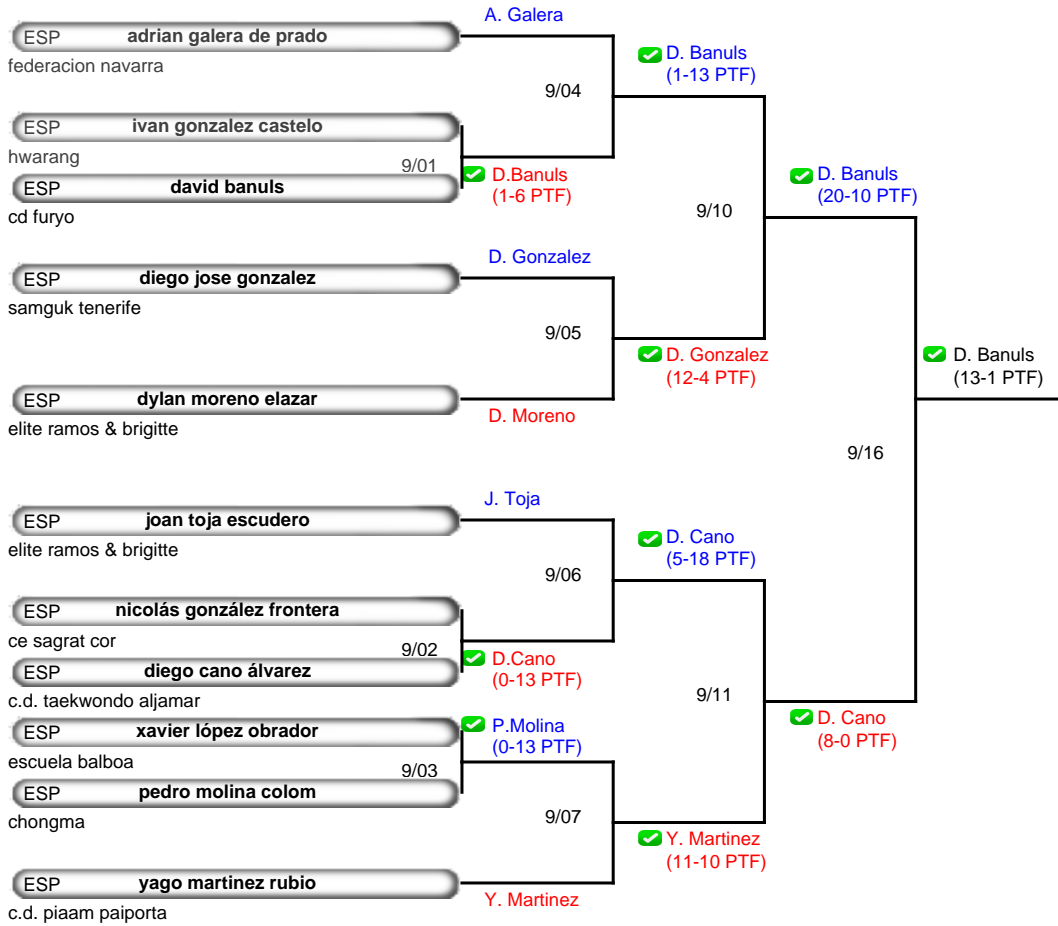 A. Galera
ESP adrian galera de prado
federacion navarra
9/04
D. Banuls
(1-13 PTF)
ESP ivan gonzalez castelo
hwarang
9/01
D.Banuls
(1-6 PTF)
ESP david banuls
cd furyo
D. Banuls
(20-10 PTF)
9/10
D. Gonzalez
ESP diego jose gonzalez
samguk tenerife
9/05
D. Gonzalez
(12-4 PTF)
D. Banuls
(13-1 PTF)
ESP dylan moreno elazar
D. Moreno
elite ramos & brigitte
9/16
J. Toja
ESP joan toja escudero
elite ramos & brigitte
D. Cano
(5-18 PTF)
9/06
ESP nicolás gonzález frontera
ce sagrat cor
9/02
D.Cano
(0-13 PTF)
ESP diego cano álvarez
c.d. taekwondo aljamar
9/11
D. Cano
(8-0 PTF)
P.Molina
(0-13 PTF)
ESP xavier lópez obrador
escuela balboa
9/03
ESP pedro molina colom
chongma
9/07
Y. Martinez
(11-10 PTF)
ESP yago martinez rubio
Y. Martinez
c.d. piaam paiporta